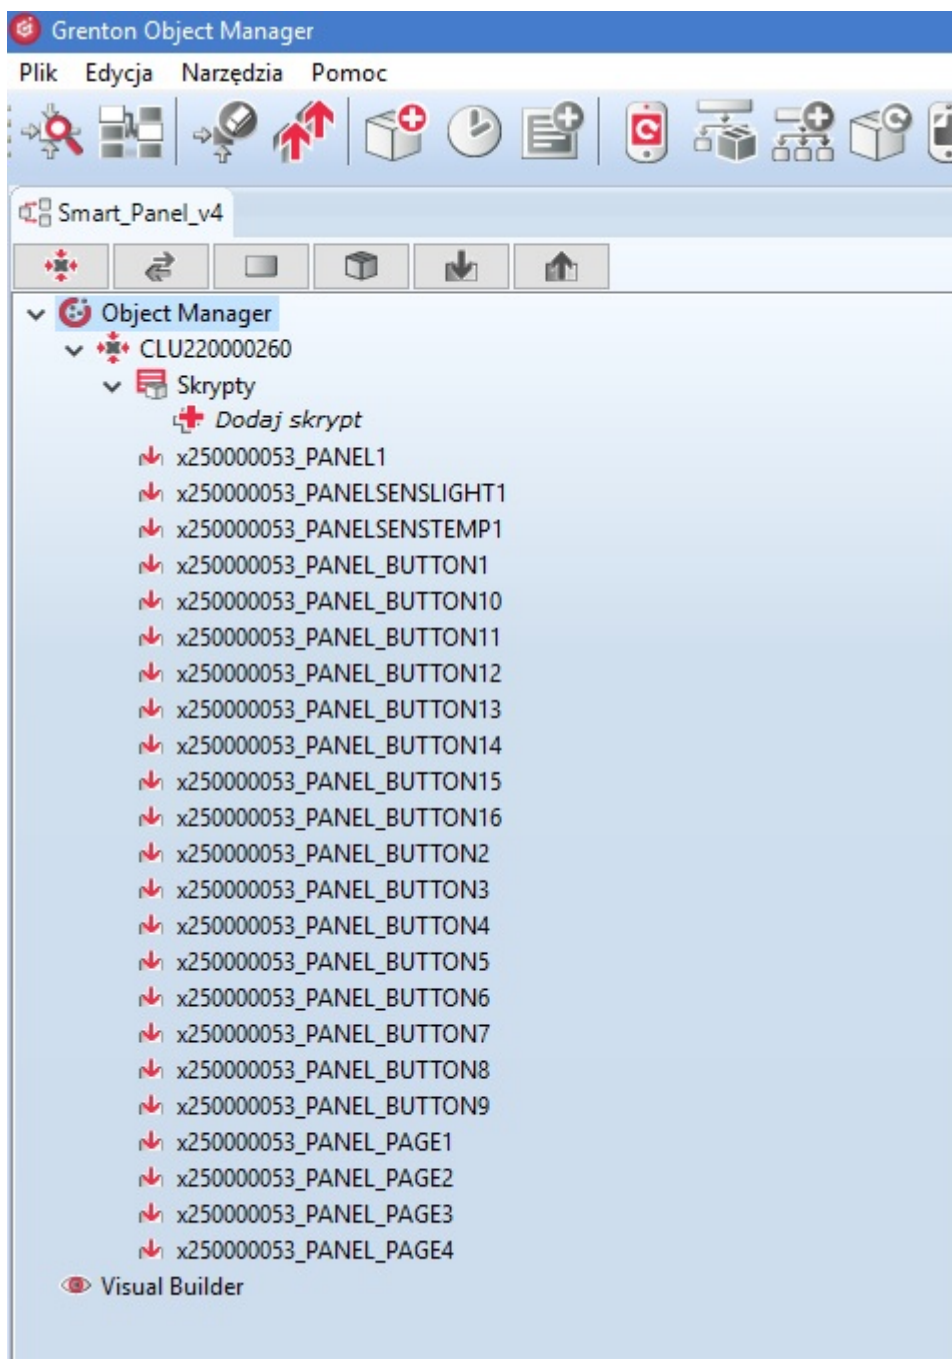 Grenton Object Manager
Plik Edycja Narzędzia Pomoc
Smart_Panel_v4
Object Manager
CLU220000260
Skrypty
Dodaj skrypt
x250000053_PANEL1
x250000053_PANELSENSLIGHT1
x250000053_PANELSENSTEMP1
x250000053_PANEL_BUTTON1
x250000053_PANEL_BUTTON10
x250000053_PANEL_BUTTON11
x250000053_PANEL_BUTTON12
x250000053_PANEL_BUTTON13
x250000053_PANEL_BUTTON14
x250000053_PANEL_BUTTON15
x250000053_PANEL_BUTTON16
x250000053_PANEL_BUTTON2
x250000053_PANEL_BUTTON3
x250000053_PANEL_BUTTON4
x250000053_PANEL_BUTTON5
x250000053_PANEL_BUTTON6
x250000053_PANEL_BUTTON7
x250000053_PANEL_BUTTON8
x250000053_PANEL_BUTTON9
x250000053_PANEL_PAGE1
x250000053_PANEL_PAGE2
x250000053_PANEL_PAGE3
x250000053_PANEL_PAGE4
Visual Builder